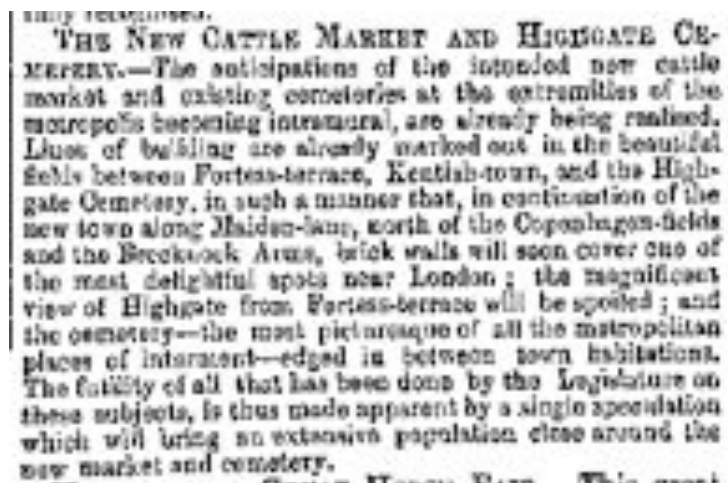 fully recognised.
THE NEW CATTLE MARKET AND HIGHGATE CE-
METERY.—The anticipations of the intended new cattle
market and existing cemeteries at the extremities of the
metropolis becoming intramural, are already being realised.
Lines of building are already marked out in the beautiful
fields between Fortess-terrace, Kentish-town, and the High-
gate Cemetery, in such a manner that, in continuation of the
new town along Maiden-lane, north of the Copenhagen-fields
and the Brecknock Arms, brick walls will soon cover one of
the most delightful spots near London; the magnificent
view of Highgate from Fortess-terrace will be spoiled; and
the cemetery—the most picturesque of all the metropolitan
places of interment—edged in between town habitations.
The futility of all that has been done by the Legislature on
these subjects, is thus made apparent by a single speculation
which will bring an extensive population close around the
new market and cemetery.
This great